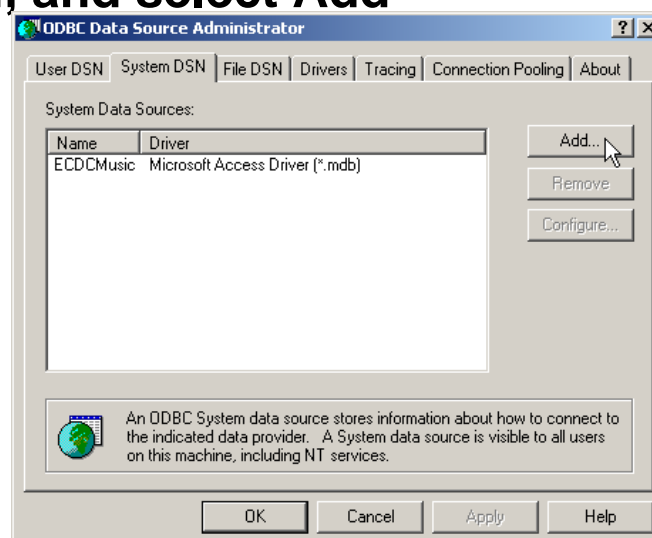 , and select Add
ODBC Data Source Administrator
User DSN System DSN File DSN Drivers Tracing Connection Pooling About
System Data Sources:
Name Driver
ECDCMusic Microsoft Access Driver (*.mdb)
Add...
Remove
Configure...
An ODBC System data source stores information about how to connect to
the indicated data provider. A System data source is visible to all users
on this machine, including NT services.
OK Cancel Apply Help